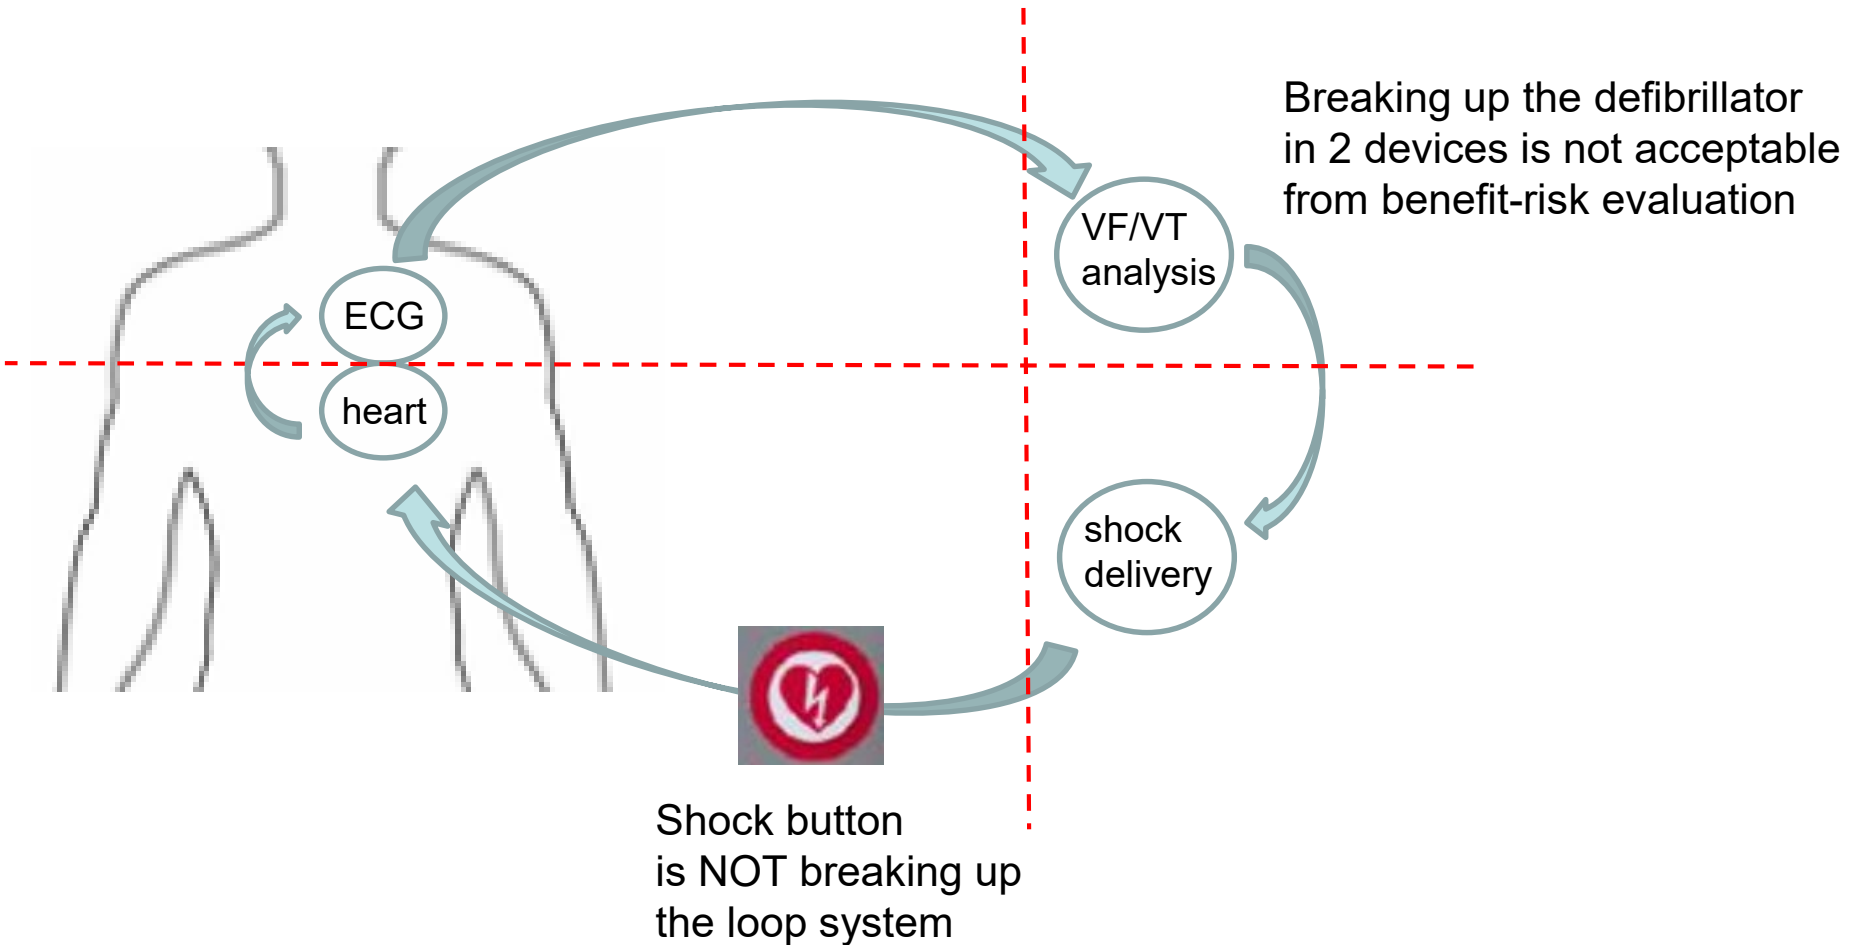 Breaking up the defibrillator
in 2 devices is not acceptable
from benefit-risk evaluation
VF/VT
analysis
ECG
heart
shock
delivery
Shock button
is NOT breaking up
the loop system